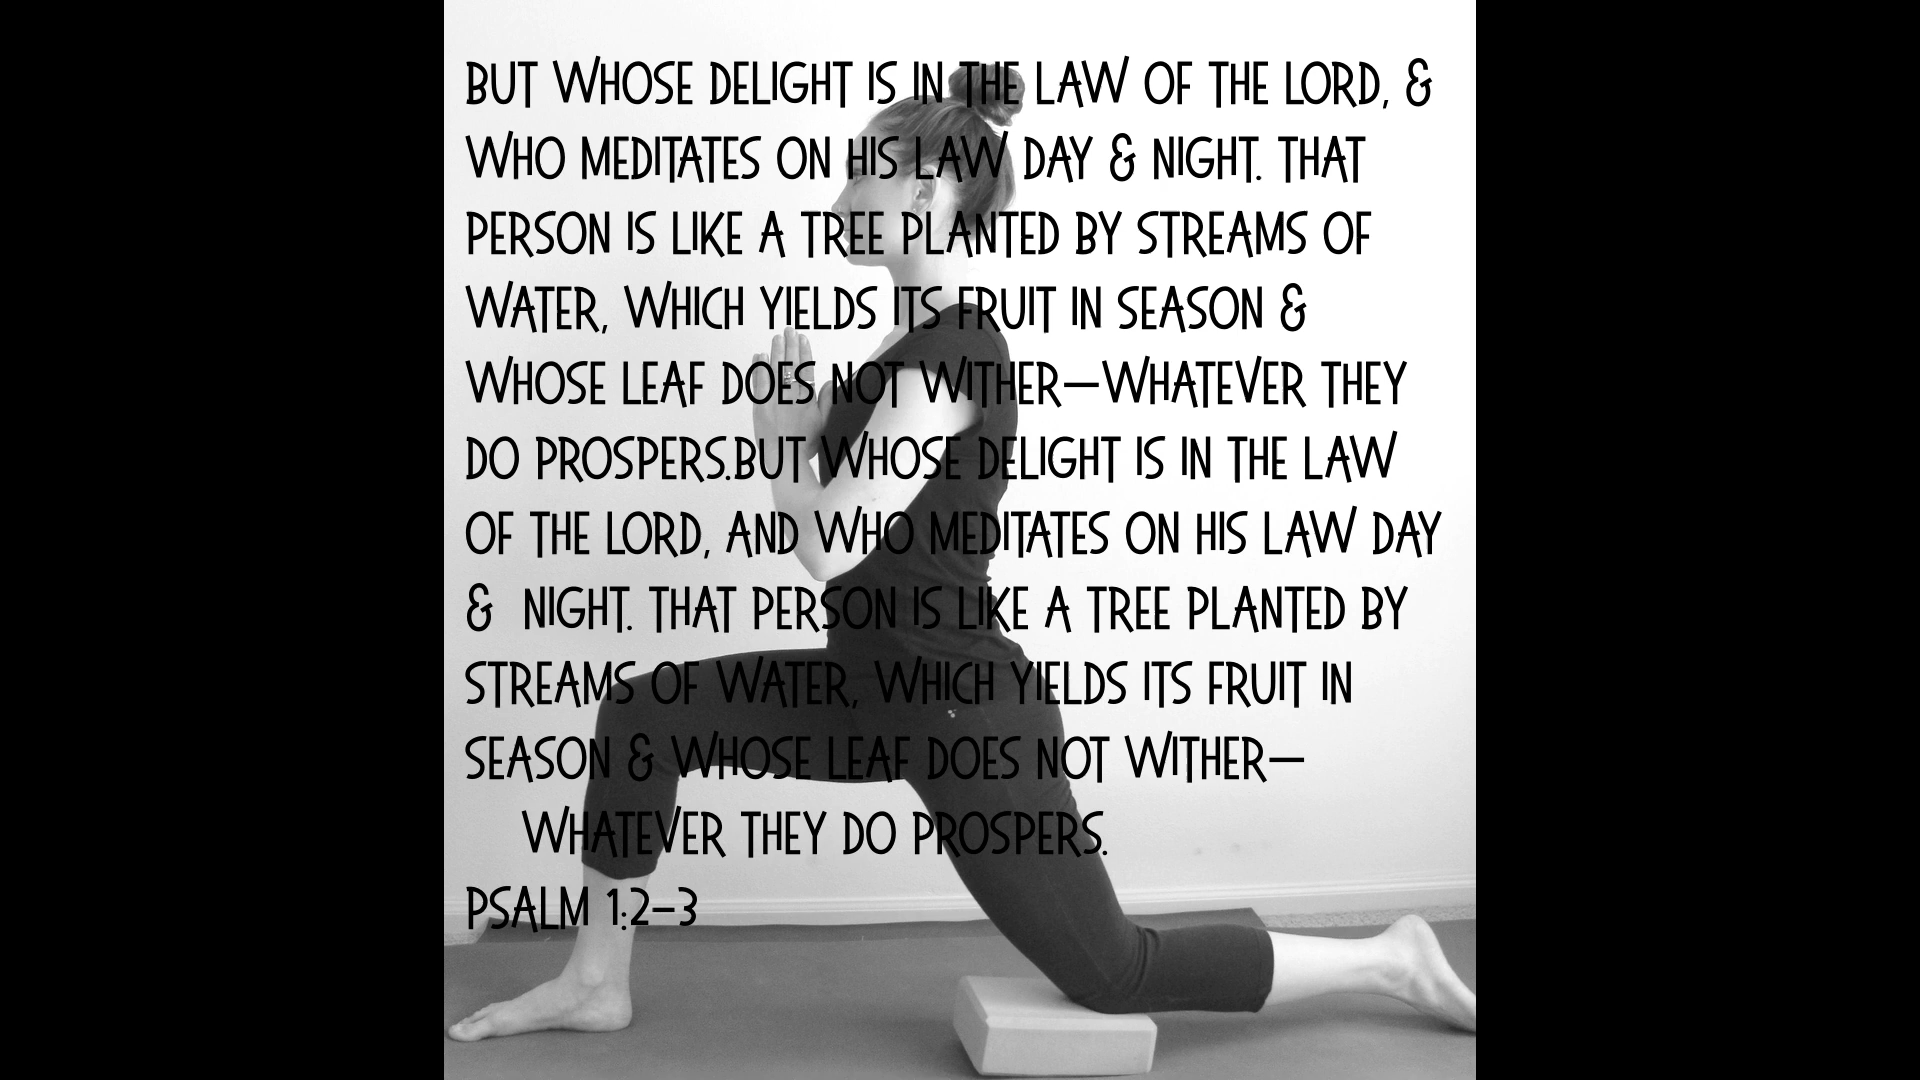 BUT WHOSE DELIGHT IS IN THE LAW OF THE LORD, &
WHO MEDITATES ON HIS LAW DAY & NIGHT. THAT
PERSON IS LIKE A TREE PLANTED BY STREAMS OF
WATER, WHICH YIELDS ITS FRUIT IN SEASON &
WHOSE LEAF DOES NOT WITHER—WHATEVER THEY
DO PROSPERS.BUT WHOSE DELIGHT IS IN THE LAW
OF THE LORD, AND WHO MEDITATES ON HIS LAW DAY
& NIGHT. THAT PERSON IS LIKE A TREE PLANTED BY
STREAMS OF WATER, WHICH YIELDS ITS FRUIT IN
SEASON & WHOSE LEAF DOES NOT WITHER—
WHATEVER THEY DO PROSPERS.
PSALM 1:2-3